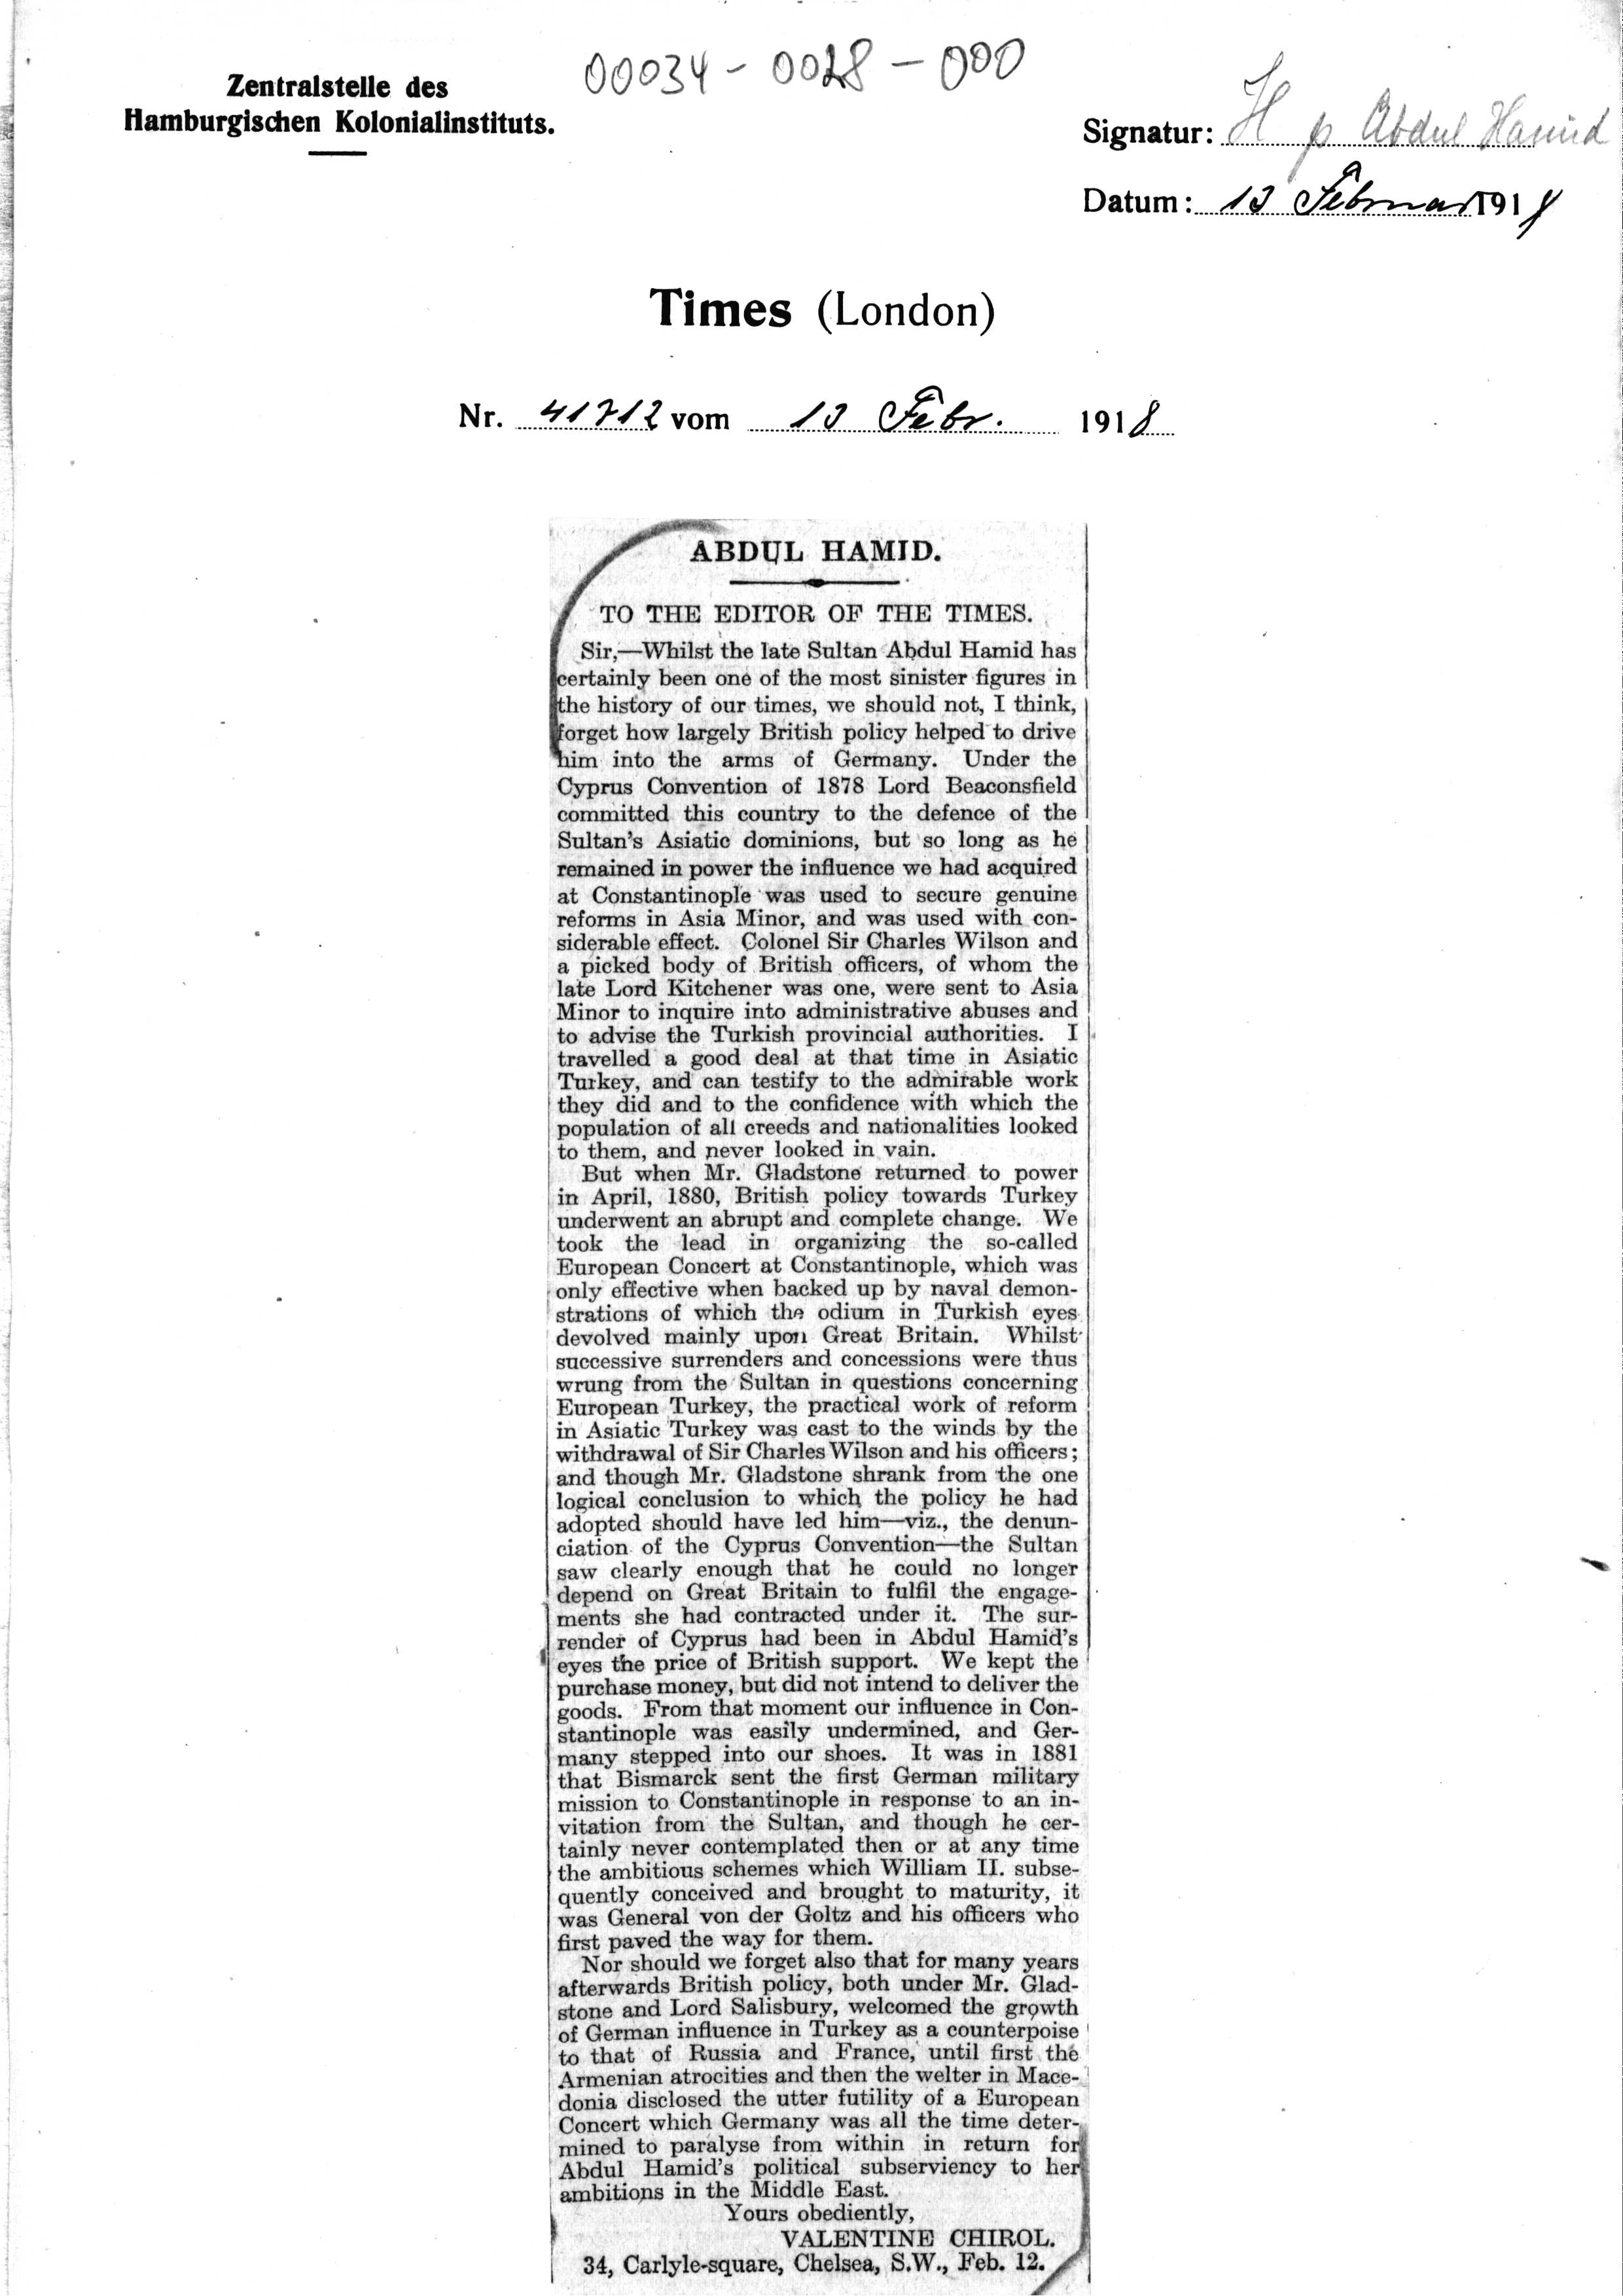 Zentralstelle des
Hamburgischen Kolonialinstituts.
00034-0028-000
Signatur: H p Abdul Hamid
Datum: 13 Februar 1918
Times (London)
Nr. 41712 vom 13 Febr. 1918
ABDUL HAMID.
TO THE EDITOR OF THE TIMES.
Sir,—Whilst the late Sultan Abdul Hamid has
certainly been one of the most sinister figures in
the history of our times, we should not, I think,
forget how largely British policy helped to drive
him into the arms of Germany. Under the
Cyprus Convention of 1878 Lord Beaconsfield
committed this country to the defence of the
Sultan's Asiatic dominions, but so long as he
remained in power the influence we had acquired
at Constantinople was used to secure genuine
reforms in Asia Minor, and was used with con-
siderable effect. Colonel Sir Charles Wilson and
a picked body of British officers, of whom the
late Lord Kitchener was one, were sent to Asia
Minor to inquire into administrative abuses and
to advise the Turkish provincial authorities. I
travelled a good deal at that time in Asiatic
Turkey, and can testify to the admirable work
they did and to the confidence with which the
population of all creeds and nationalities looked
to them, and never looked in vain.
But when Mr. Gladstone returned to power
in April, 1880, British policy towards Turkey
underwent an abrupt and complete change. We
took the lead in organizing the so-called
European Concert at Constantinople, which was
only effective when backed up by naval demon-
strations of which the odium in Turkish eyes
devolved mainly upon Great Britain. Whilst
successive surrenders and concessions were thus
wrung from the Sultan in questions concerning
European Turkey, the practical work of reform
in Asiatic Turkey was cast to the winds by the
withdrawal of Sir Charles Wilson and his officers;
and though Mr. Gladstone shrank from the one
logical conclusion to which the policy he had
adopted should have led him—viz., the denun-
ciation of the Cyprus Convention—the Sultan
saw clearly enough that he could no longer
depend on Great Britain to fulfil the engage-
ments she had contracted under it. The sur-
render of Cyprus had been in Abdul Hamid's
eyes the price of British support. We kept the
purchase money, but did not intend to deliver the
goods. From that moment our influence in Con-
stantinople was easily undermined, and Ger-
many stepped into our shoes. It was in 1881
that Bismarck sent the first German military
mission to Constantinople in response to an in-
vitation from the Sultan, and though he cer-
tainly never contemplated then or at any time
the ambitious schemes which William II. subse-
quently conceived and brought to maturity, it
was General von der Goltz and his officers who
first paved the way for them.
Nor should we forget also that for many years
afterwards British policy, both under Mr. Glad-
stone and Lord Salisbury, welcomed the growth
of German influence in Turkey as a counterpoise
to that of Russia and France, until first the
Armenian atrocities and then the welter in Mace-
donia disclosed the utter futility of a European
Concert which Germany was all the time deter-
mined to paralyse from within in return for
Abdul Hamid's political subserviency to her
ambitions in the Middle East.
Yours obediently,
VALENTINE CHIROL.
34, Carlyle-square, Chelsea, S.W., Feb. 12.